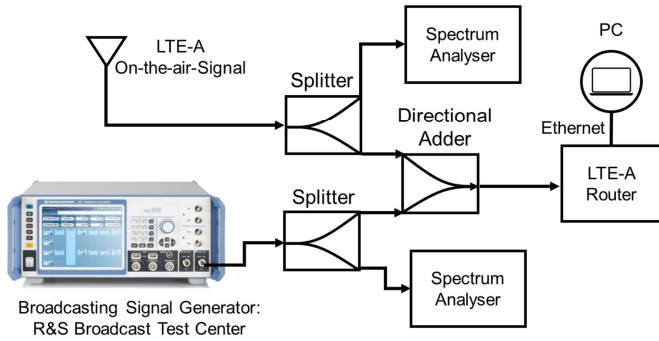 LTE-A
On-the-air-Signal
Splitter
Spectrum
Analyser
PC
Directional
Adder
Ethernet
LTE-A
Router
Splitter
Spectrum
Analyser
Broadcasting Signal Generator:
R&S Broadcast Test Center